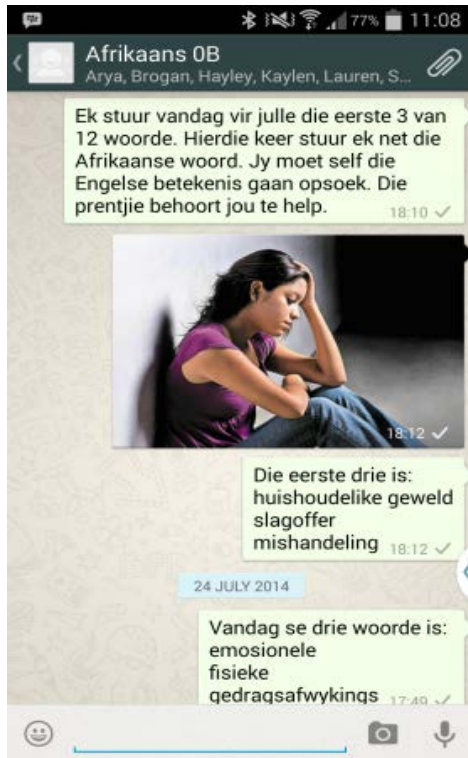 77% 11:08
Afrikaans 0B
Arya, Brogan, Hayley, Kaylen, Lauren, S...
Ek stuur vandag vir julle die eerste 3 van
12 woorde. Hierdie keer stuur ek net die
Afrikaanse woord. Jy moet self die
Engelse betekenis gaan opsoek. Die
prentjie behoort jou te help.
18:10
18:12
Die eerste drie is:
huishoudelike geweld
slagoffer
mishandeling
18:12
24 JULY 2014
Vandag se drie woorde is:
emosionele
fisieke
gedragsafwykings
17:49